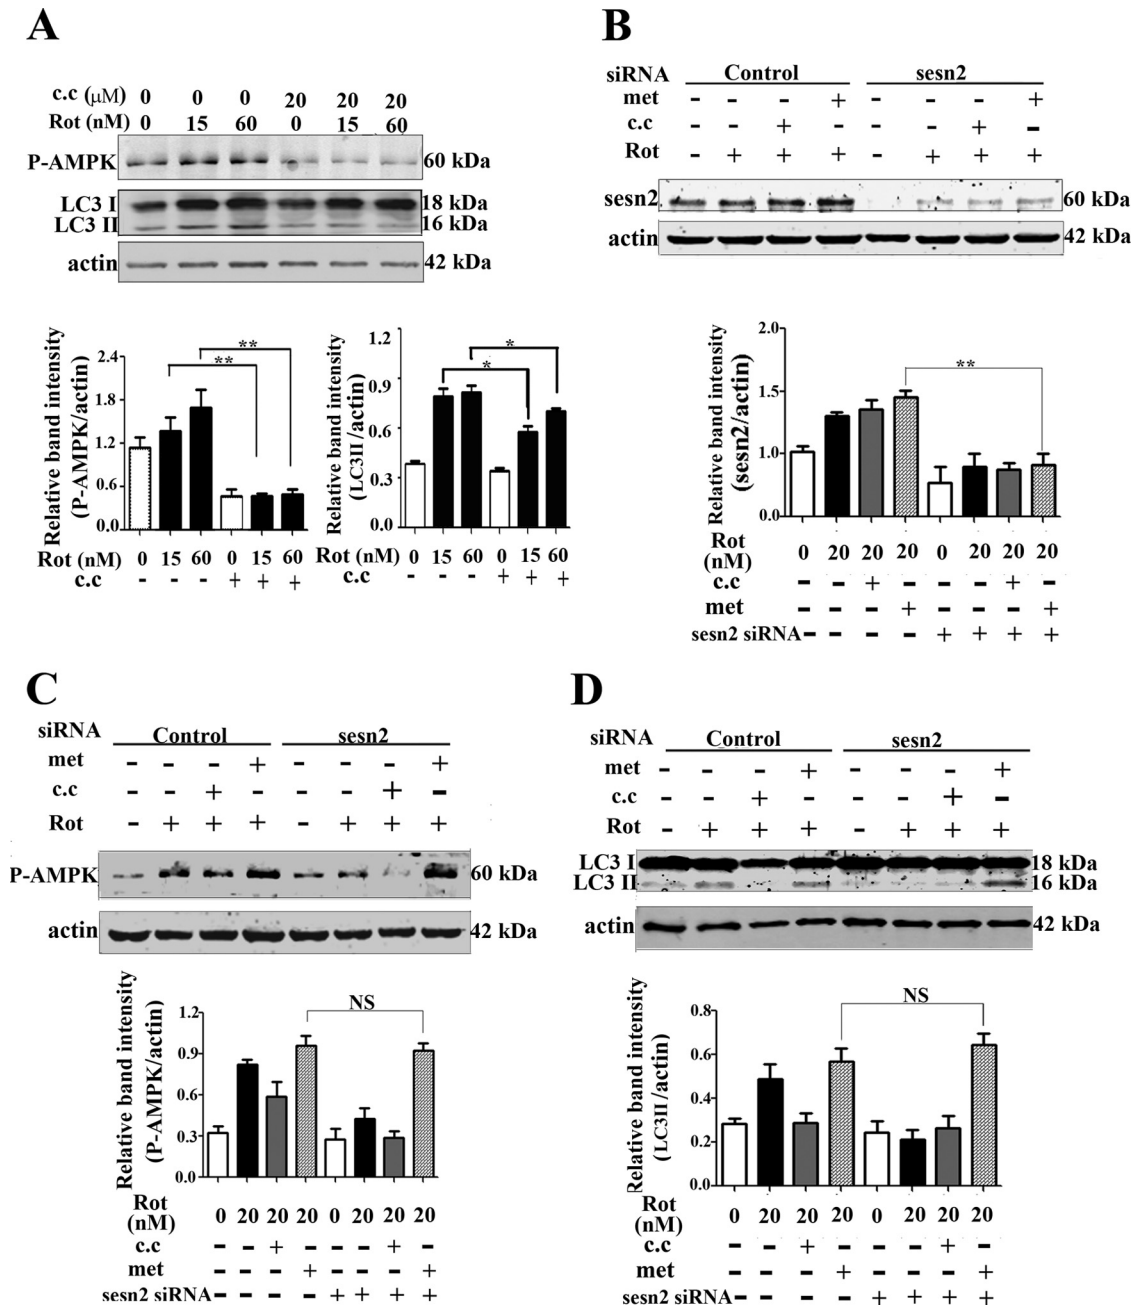 A
c.c (μM) 0 0 0 20 20 20
Rot (nM) 0 15 60 0 15 60
P-AMPK 60 kDa
LC3 I 18 kDa
LC3 II 16 kDa
actin 42 kDa
Relative band intensity
(P-AMPK/actin)
2.4
1.8
1.2
0.6
0.0
**
**
Rot (nM) 0 15 60 0 15 60
c.c - - - + + +
Relative band intensity
(LC3II/actin)
1.2
0.9
0.6
0.3
0.0
*
*
Rot (nM) 0 15 60 0 15 60
c.c - - - + + +
B
siRNA Control sesn2
met - - - + - - - +
c.c - - + - - - + -
Rot - + + + - + + +
sesn2 60 kDa
actin 42 kDa
Relative band intensity
(sesn2/actin)
2.0
1.5
1.0
0.0
**
Rot
(nM) 0 20 20 20 0 20 20 20
c.c - - + - - - + -
met - - - + - - - +
sesn2 siRNA - - - - + + + +
C
siRNA Control sesn2
met - - - + - - - +
c.c - - + - - - + -
Rot - + + + - + + +
P-AMPK 60 kDa
actin 42 kDa
Relative band intensity
(P-AMPK/actin)
1.2
0.9
0.6
0.3
0.0
NS
Rot
(nM) 0 20 20 20 0 20 20 20
c.c - - + - - - + -
met - - - + - - - +
sesn2 siRNA - - - - + + + +
D
siRNA Control sesn2
met - - - + - - - +
c.c - - + - - - + -
Rot - + + + - + + +
LC3 I 18 kDa
LC3 II 16 kDa
actin 42 kDa
Relative band intensity
(LC3II/actin)
0.8
0.6
0.4
0.2
0.0
NS
Rot
(nM) 0 20 20 20 0 20 20 20
c.c - - + - - - + -
met - - - + - - - +
sesn2 siRNA - - - - + + + +